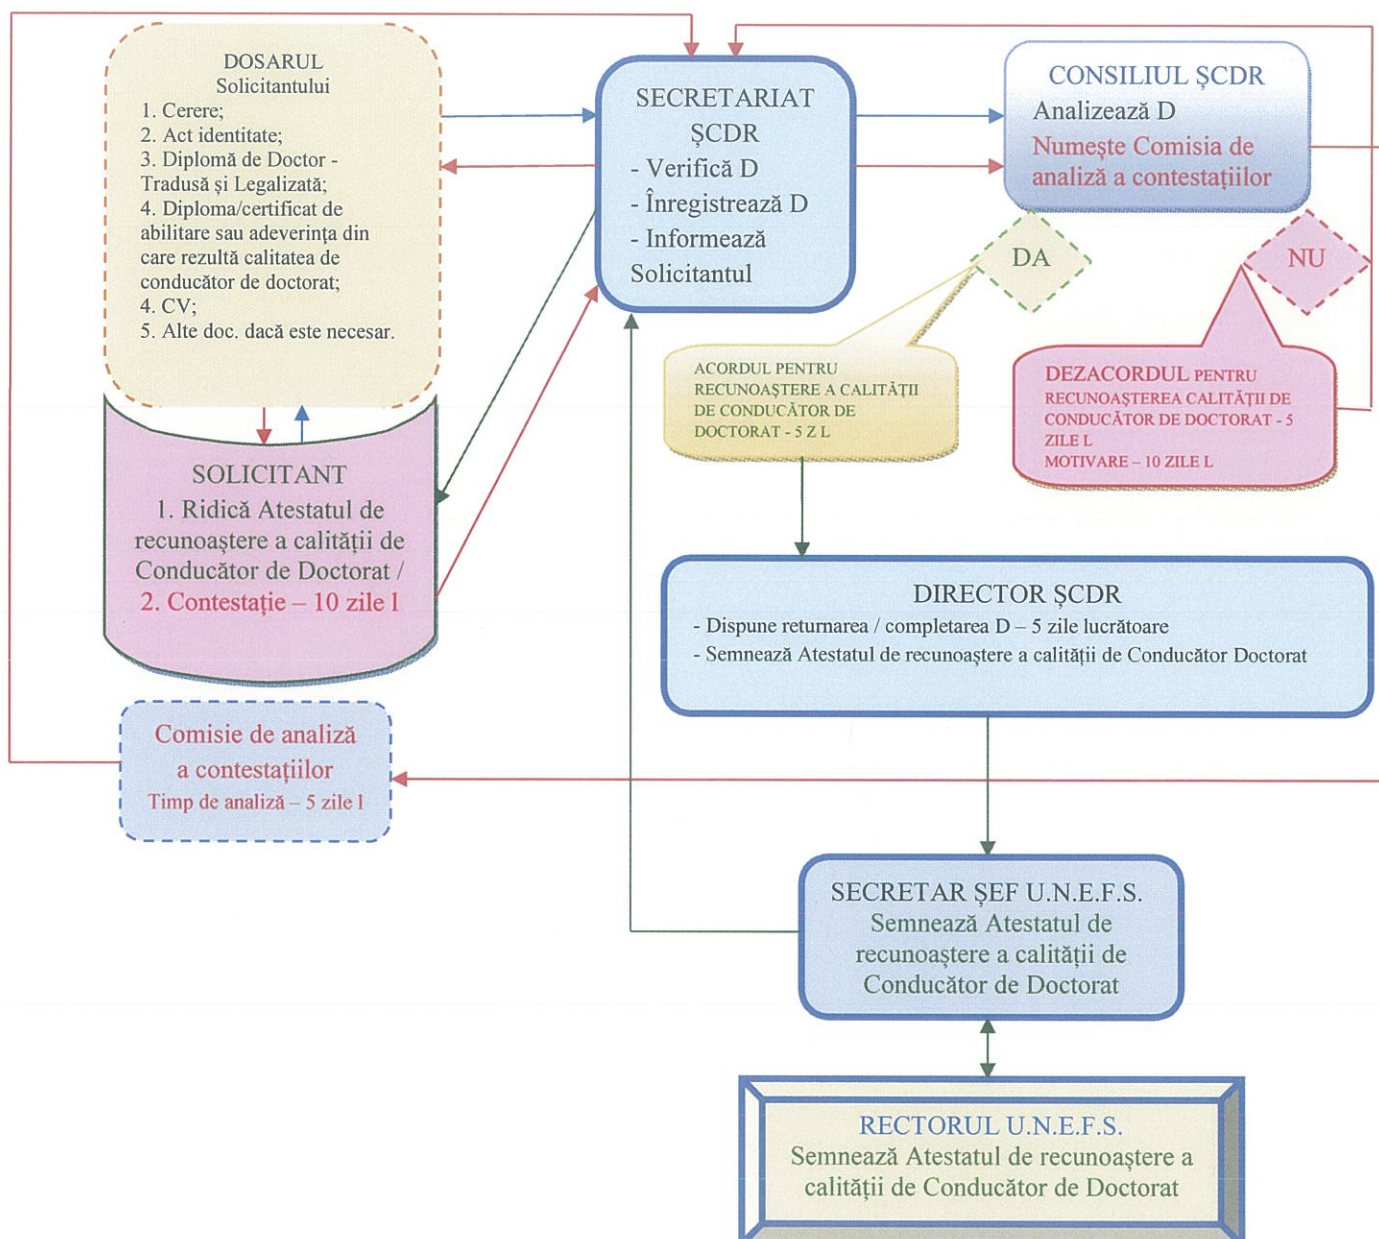 DOSARUL
Solicitantului
1. Cerere;
2. Act identitate;
3. Diplomă de Doctor -
Tradusă și Legalizată;
4. Diploma/certificat de
abilitare sau adeverința din
care rezultă calitatea de
conducător de doctorat;
4. CV;
5. Alte doc. dacă este necesar.
SECRETARIAT
ȘCDR
- Verifică D
- Înregistrează D
- Informează
Solicitantul
CONSILIUL ȘCDR
Analizează D
Numește Comisia de
analiză a contestațiilor
DA
NU
ACORDUL PENTRU
RECUNOAȘTERE A CALITĂȚII
DE CONDUCĂTOR DE
DOCTORAT - 5 Z L
DEZACORDUL PENTRU
RECUNOAȘTEREA CALITĂȚII DE
CONDUCĂTOR DE DOCTORAT - 5
ZILE L
MOTIVARE – 10 ZILE L
SOLICITANT
1. Ridică Atestatul de
recunoaștere a calității de
Conducător de Doctorat /
2. Contestație – 10 zile l
DIRECTOR ȘCDR
- Dispune returnarea / completarea D – 5 zile lucrătoare
- Semnează Atestatul de recunoaștere a calității de Conducător Doctorat
Comisie de analiză
a contestațiilor
Timp de analiză – 5 zile l
SECRETAR ȘEF U.N.E.F.S.
Semnează Atestatul de
recunoaștere a calității de
Conducător de Doctorat
RECTORUL U.N.E.F.S.
Semnează Atestatul de recunoaștere a
calității de Conducător de Doctorat